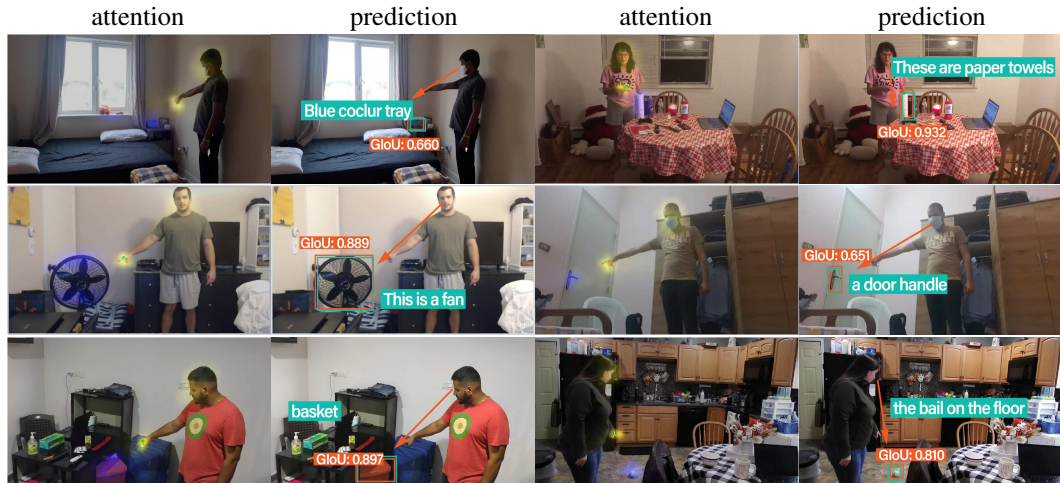 attention prediction attention prediction
Blue coclur tray
GIoU: 0.660
These are paper towels
GIoU: 0.932
GIoU: 0.889
This is a fan
GIoU: 0.651
a door handle
basket
GIoU: 0.897
the bail on the floor
GIoU: 0.810